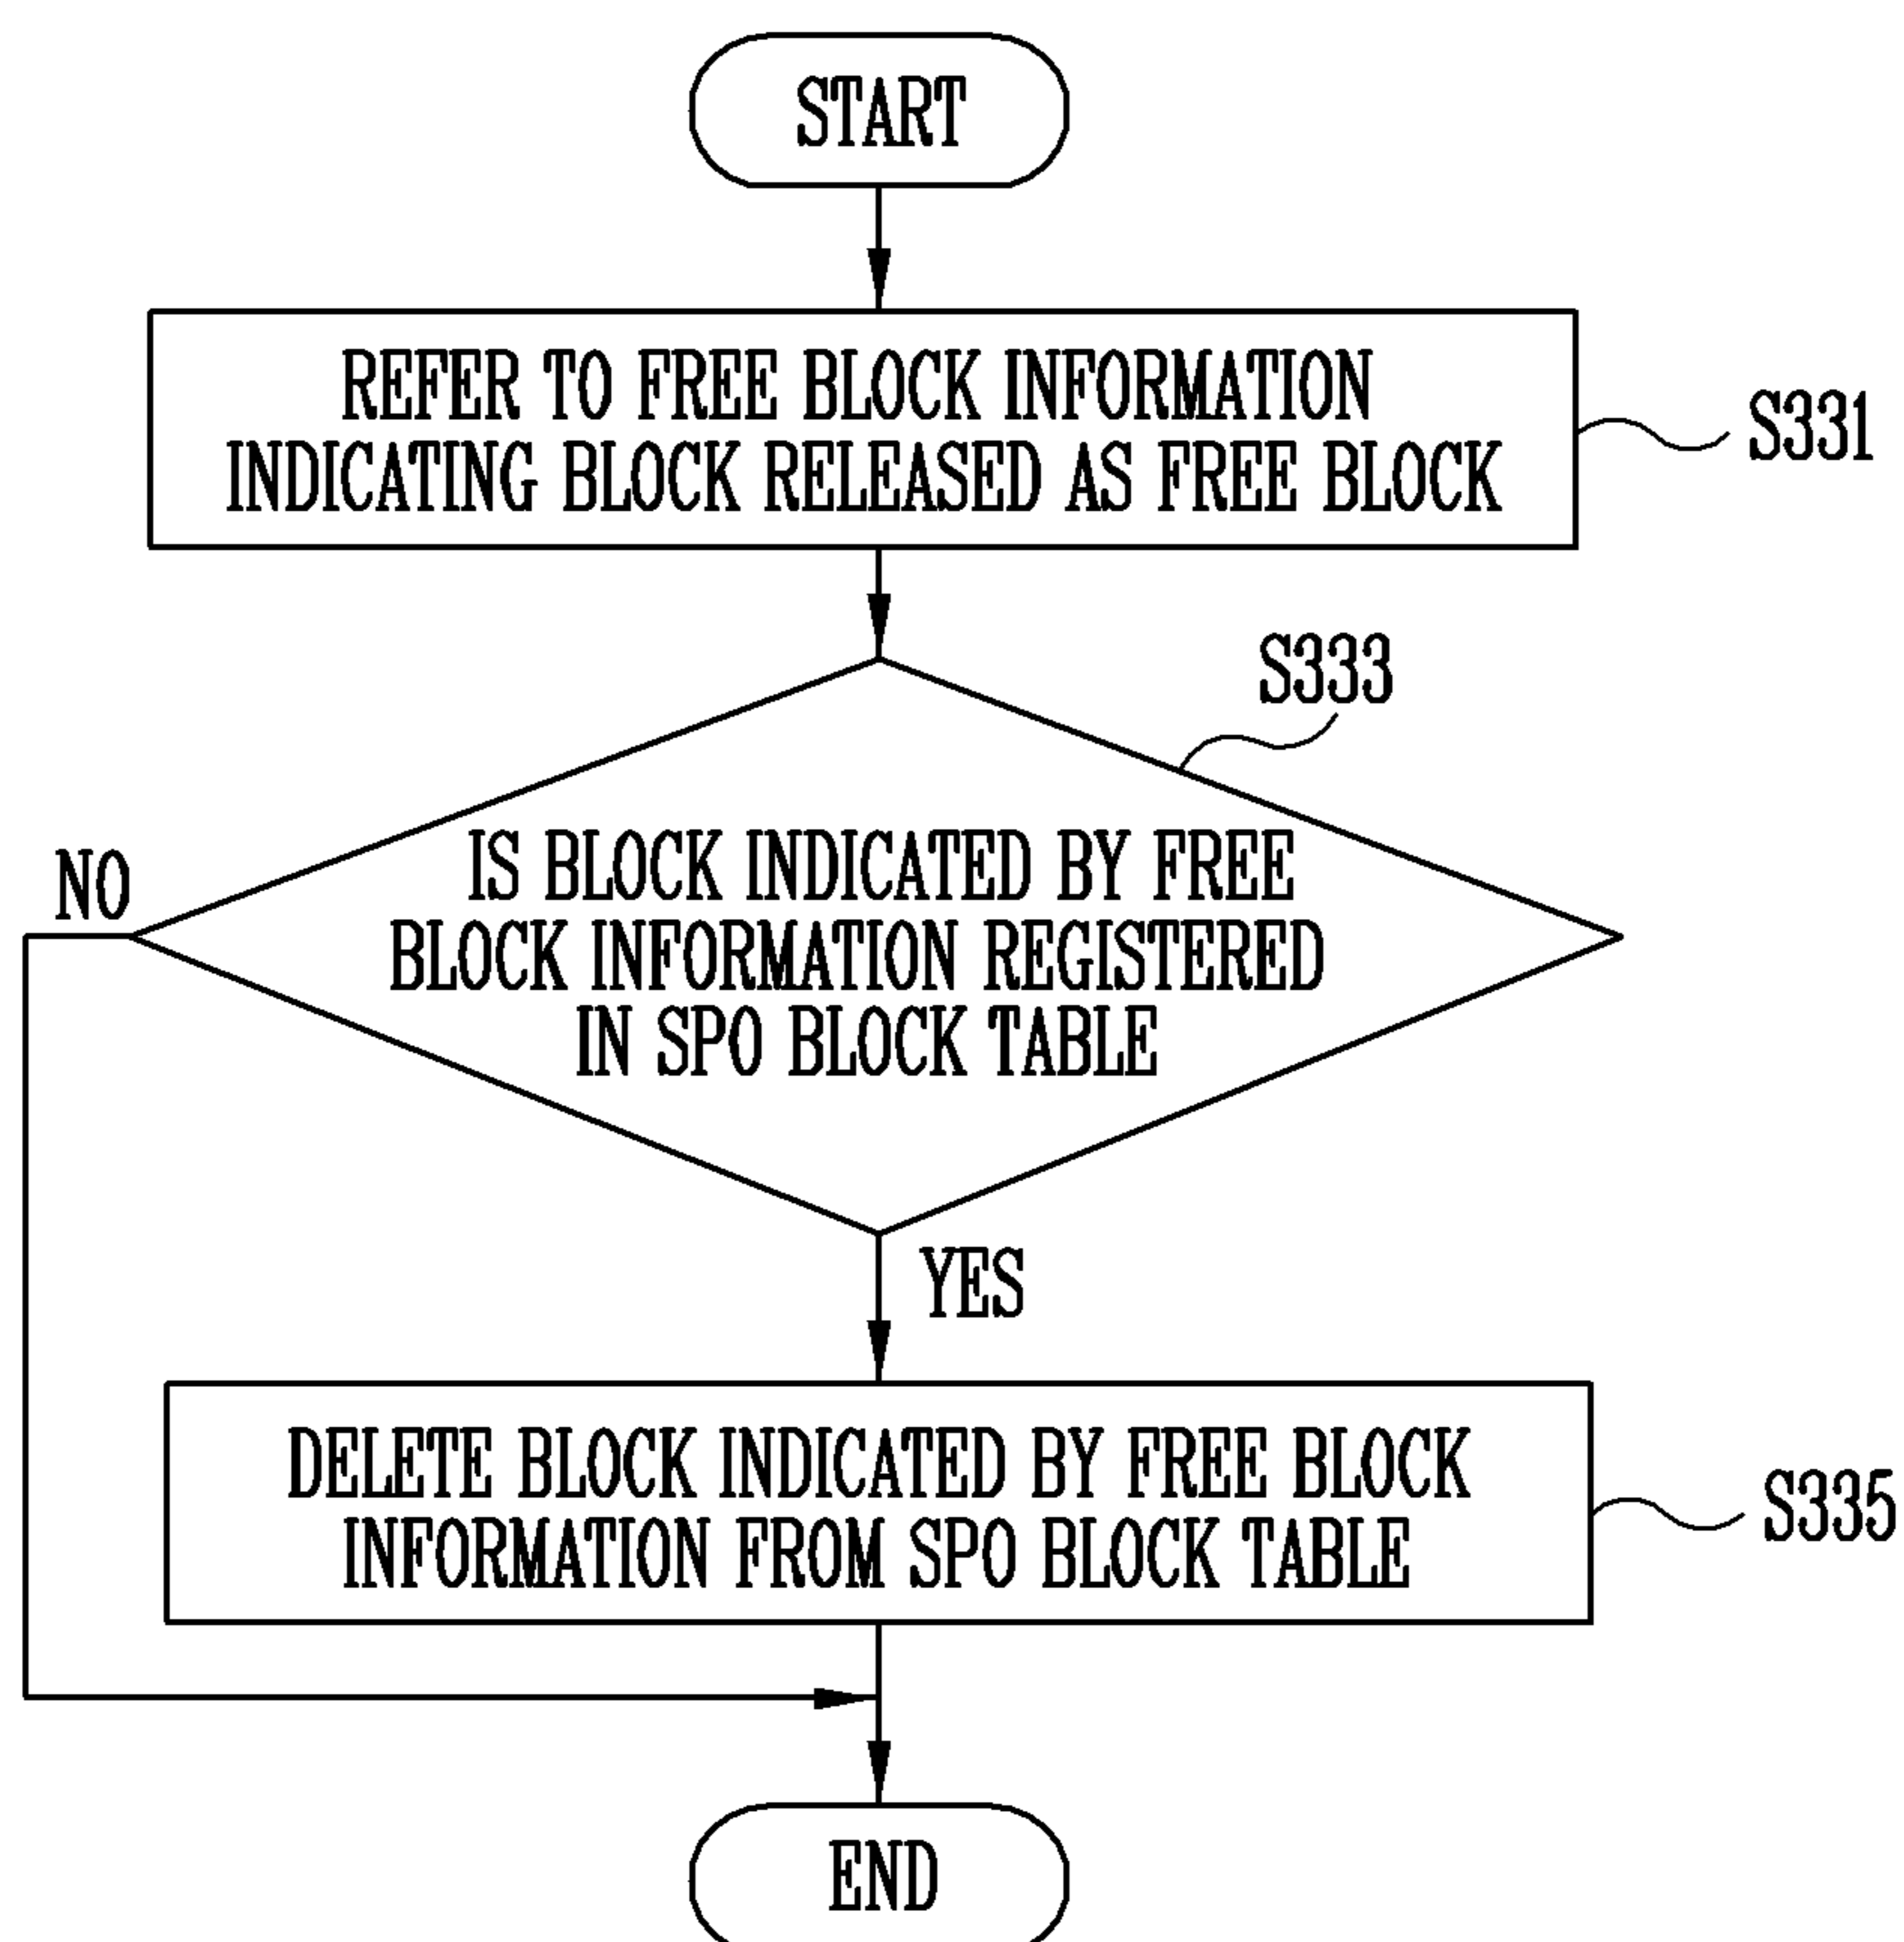 START
REFER TO FREE BLOCK INFORMATION
INDICATING BLOCK RELEASED AS FREE BLOCK
S331
S333
IS BLOCK INDICATED BY FREE
BLOCK INFORMATION REGISTERED
IN SPO BLOCK TABLE
NO
YES
DELETE BLOCK INDICATED BY FREE BLOCK
INFORMATION FROM SPO BLOCK TABLE
S335
END